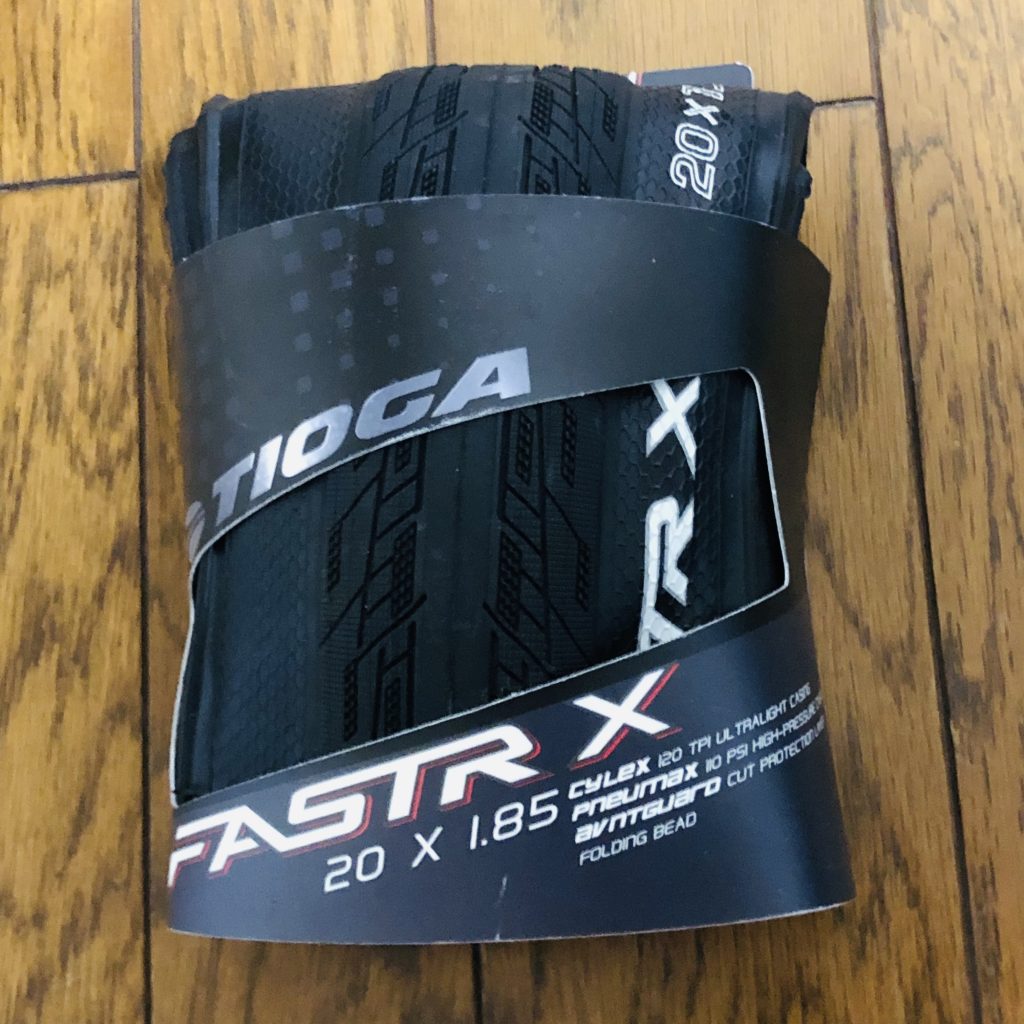 20 x 1.
TIOGA
TR X
FASTR X
20 X 1.85
CYLEX 120 TPI ULTRALIGHT CASING
PNEUMAX 110 PSI HIGH-PRESSURE
AVNTGUARD CUT PROTECTION
FOLDING BEAD